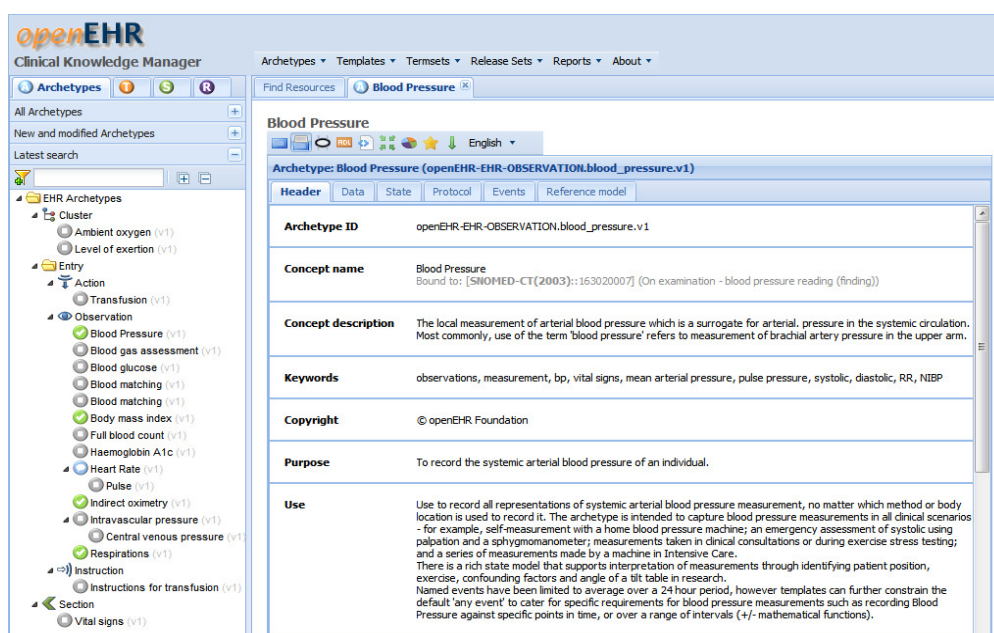 openEHR
Clinical Knowledge Manager
Archetypes Templates Termsets Release Sets Reports About
A Archetypes T S R
All Archetypes
New and modified Archetypes
Latest search
EHR Archetypes
Cluster
Ambient oxygen (v1)
Level of exertion (v1)
Entry
Action
Transfusion (v1)
Observation
Blood Pressure (v1)
Blood gas assessment (v1)
Blood glucose (v1)
Blood matching (v1)
Blood matching (v1)
Body mass index (v1)
Full blood count (v1)
Haemoglobin A1c (v1)
Heart Rate (v1)
Pulse (v1)
Indirect oximetry (v1)
Intravascular pressure (v1)
Central venous pressure (v1)
Respirations (v1)
Instruction
Instructions for transfusion (v1)
Section
Vital signs (v1)
Find Resources A Blood Pressure
Blood Pressure
ADL English
Archetype: Blood Pressure (openEHR-EHR-OBSERVATION.blood_pressure.v1)
Header Data State Protocol Events Reference model
Archetype ID openEHR-EHR-OBSERVATION.blood_pressure.v1
Concept name Blood Pressure
Bound to: [SNOMED-CT(2003)::163020007] (On examination - blood pressure reading (finding))
Concept description The local measurement of arterial blood pressure which is a surrogate for arterial. pressure in the systemic circulation.
Most commonly, use of the term 'blood pressure' refers to measurement of brachial artery pressure in the upper arm.
Keywords observations, measurement, bp, vital signs, mean arterial pressure, pulse pressure, systolic, diastolic, RR, NIBP
Copyright © openEHR Foundation
Purpose To record the systemic arterial blood pressure of an individual.
Use Use to record all representations of systemic arterial blood pressure measurement, no matter which method or body
location is used to record it. The archetype is intended to capture blood pressure measurements in all clinical scenarios
- for example, self-measurement with a home blood pressure machine; an emergency assessment of systolic using
palpation and a sphygmomanometer; measurements taken in clinical consultations or during exercise stress testing;
and a series of measurements made by a machine in Intensive Care.
There is a rich state model that supports interpretation of measurements through identifying patient position,
exercise, confounding factors and angle of a tilt table in research.
Named events have been limited to average over a 24 hour period, however templates can further constrain the
default 'any event' to cater for specific requirements for blood pressure measurements such as recording Blood
Pressure against specific points in time, or over a range of intervals (+/- mathematical functions).